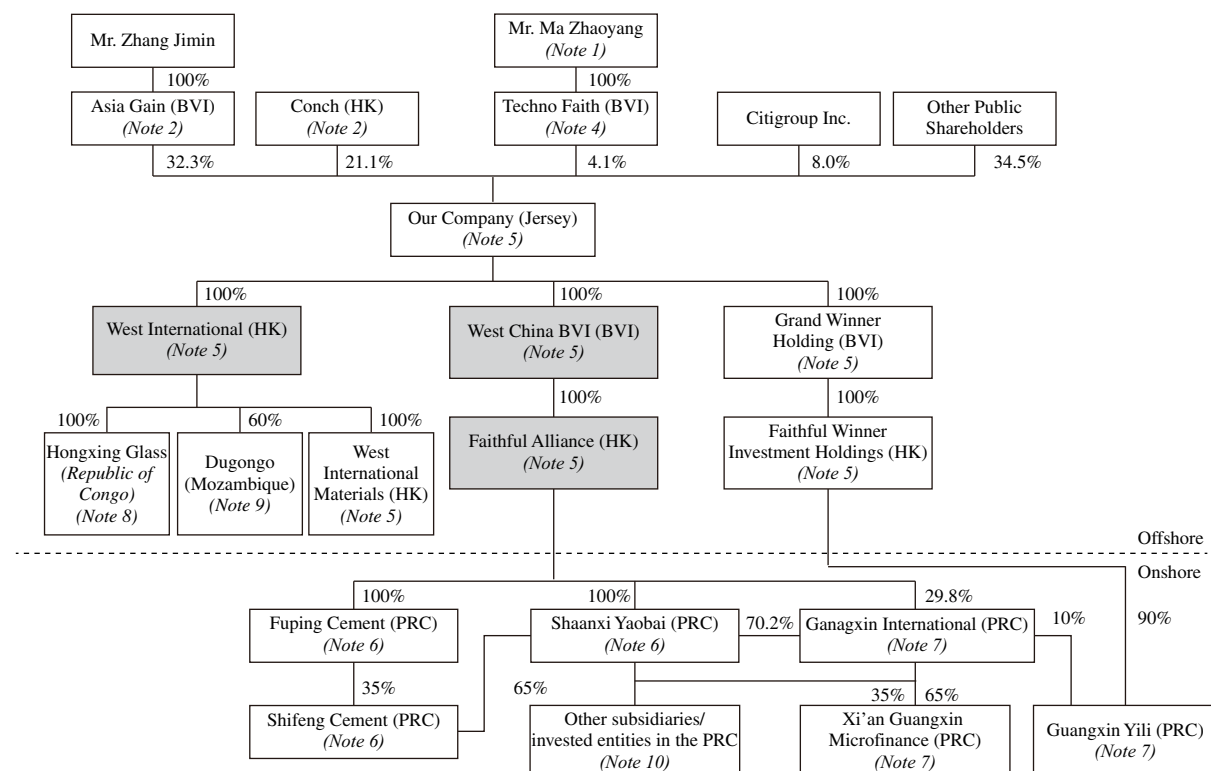 Mr. Zhang Jimin
Mr. Ma Zhaoyang
(Note 1)
100%
100%
Asia Gain (BVI)
(Note 2)
Conch (HK)
(Note 2)
Techno Faith (BVI)
(Note 4)
Citigroup Inc.
Other Public
Shareholders
32.3%
21.1%
4.1%
8.0%
34.5%
Our Company (Jersey)
(Note 5)
100%
100%
100%
West International (HK)
(Note 5)
West China BVI (BVI)
(Note 5)
Grand Winner
Holding (BVI)
(Note 5)
100%
100%
100%
60%
100%
Hongxing Glass
(Republic of
Congo)
(Note 8)
Dugongo
(Mozambique)
(Note 9)
West
International
Materials (HK)
(Note 5)
Faithful Alliance (HK)
(Note 5)
Faithful Winner
Investment Holdings (HK)
(Note 5)
Offshore
Onshore
100%
100%
29.8%
Fuping Cement (PRC)
(Note 6)
Shaanxi Yaobai (PRC)
(Note 6)
70.2%
Ganagxin International (PRC)
(Note 7)
10%
90%
35%
65%
35%
65%
Shifeng Cement (PRC)
(Note 6)
Other subsidiaries/
invested entities in the PRC
(Note 10)
Xi’an Guangxin
Microfinance (PRC)
(Note 7)
Guangxin Yili (PRC)
(Note 7)